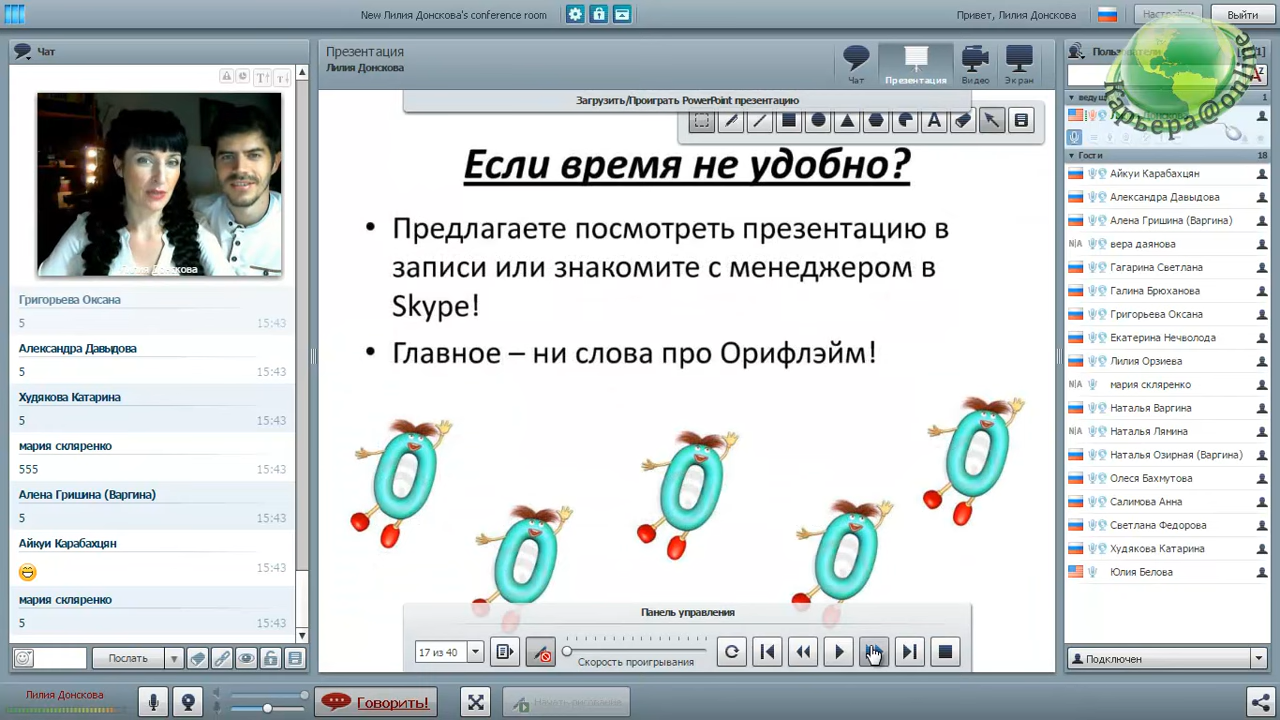 New Лилия Донскова's conference room
Привет, Лилия Донскова
Настройки
Выйти
Чат
Лилия Донскова
Григорьева Оксана
5 15:43
Александра Давыдова
5 15:43
Худякова Катарина
5 15:43
мария скляренко
555 15:43
Алена Гришина (Варгина)
5 15:43
Айкуи Карабахцян
15:43
мария скляренко
5 15:43
Послать
Презентация
Лилия Донскова
Чат
Презентация
Видео
Экран
Загрузить/Проиграть PowerPoint презентацию
Если время не удобно?
• Предлагаете посмотреть презентацию в
записи или знакомите с менеджером в
Skype!
• Главное – ни слова про Орифлэйм!
Панель управления
17 из 40
Скорость проигрывания
Карьера@online
Гости 18
Айкуи Карабахцян
Александра Давыдова
Алена Гришина (Варгина)
N/A вера даянова
Гагарина Светлана
Галина Брюханова
Григорьева Оксана
Екатерина Нечволода
Лилия Орзиева
N/A мария скляренко
Наталья Варгина
N/A Наталья Лямина
Наталья Озирная (Варгина)
Олеся Бахмутова
Салимова Анна
Светлана Федорова
Худякова Катарина
Юлия Белова
Подключен
Лилия Донскова
Говорить!